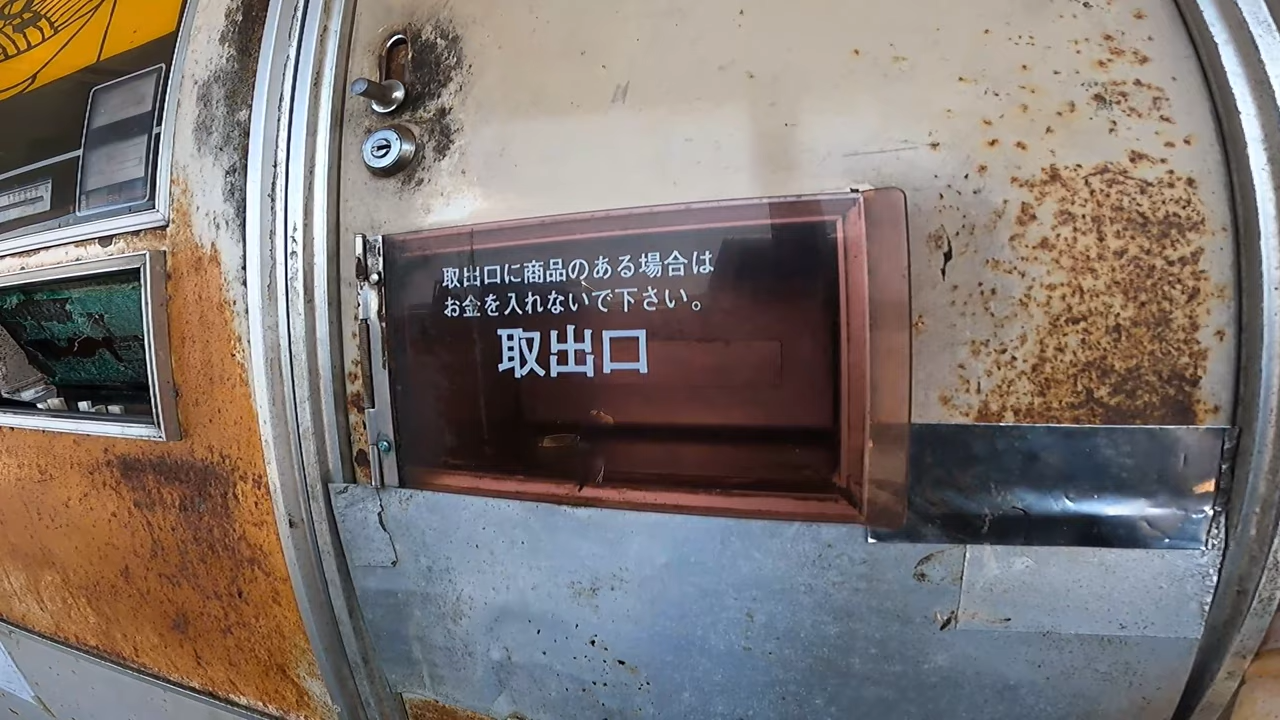 取出口に商品のある場合は
お金を入れないで下さい。
取出口